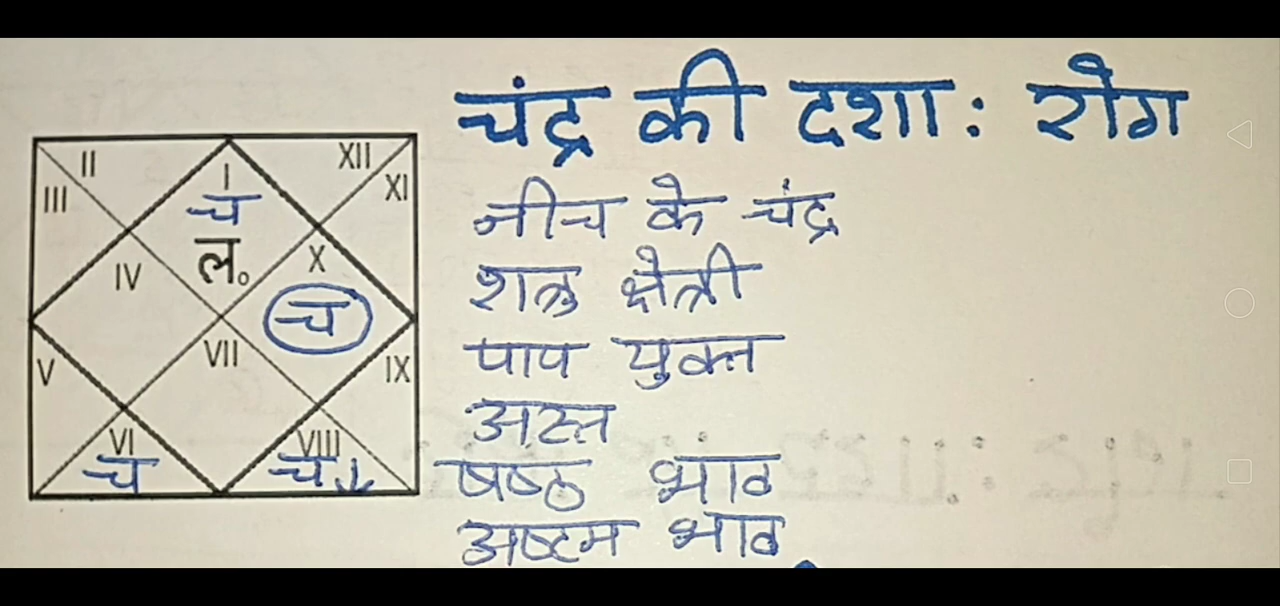 चंद्र की दशा: रोग
II I XII
III च XI
ल॰
IV X
च
VII
V IX
VI VIII
च च↓
नीच के चंद्र
शत्रु क्षेत्री
पाप युक्त
अस्त
षष्ठ भाव
अष्टम भाव